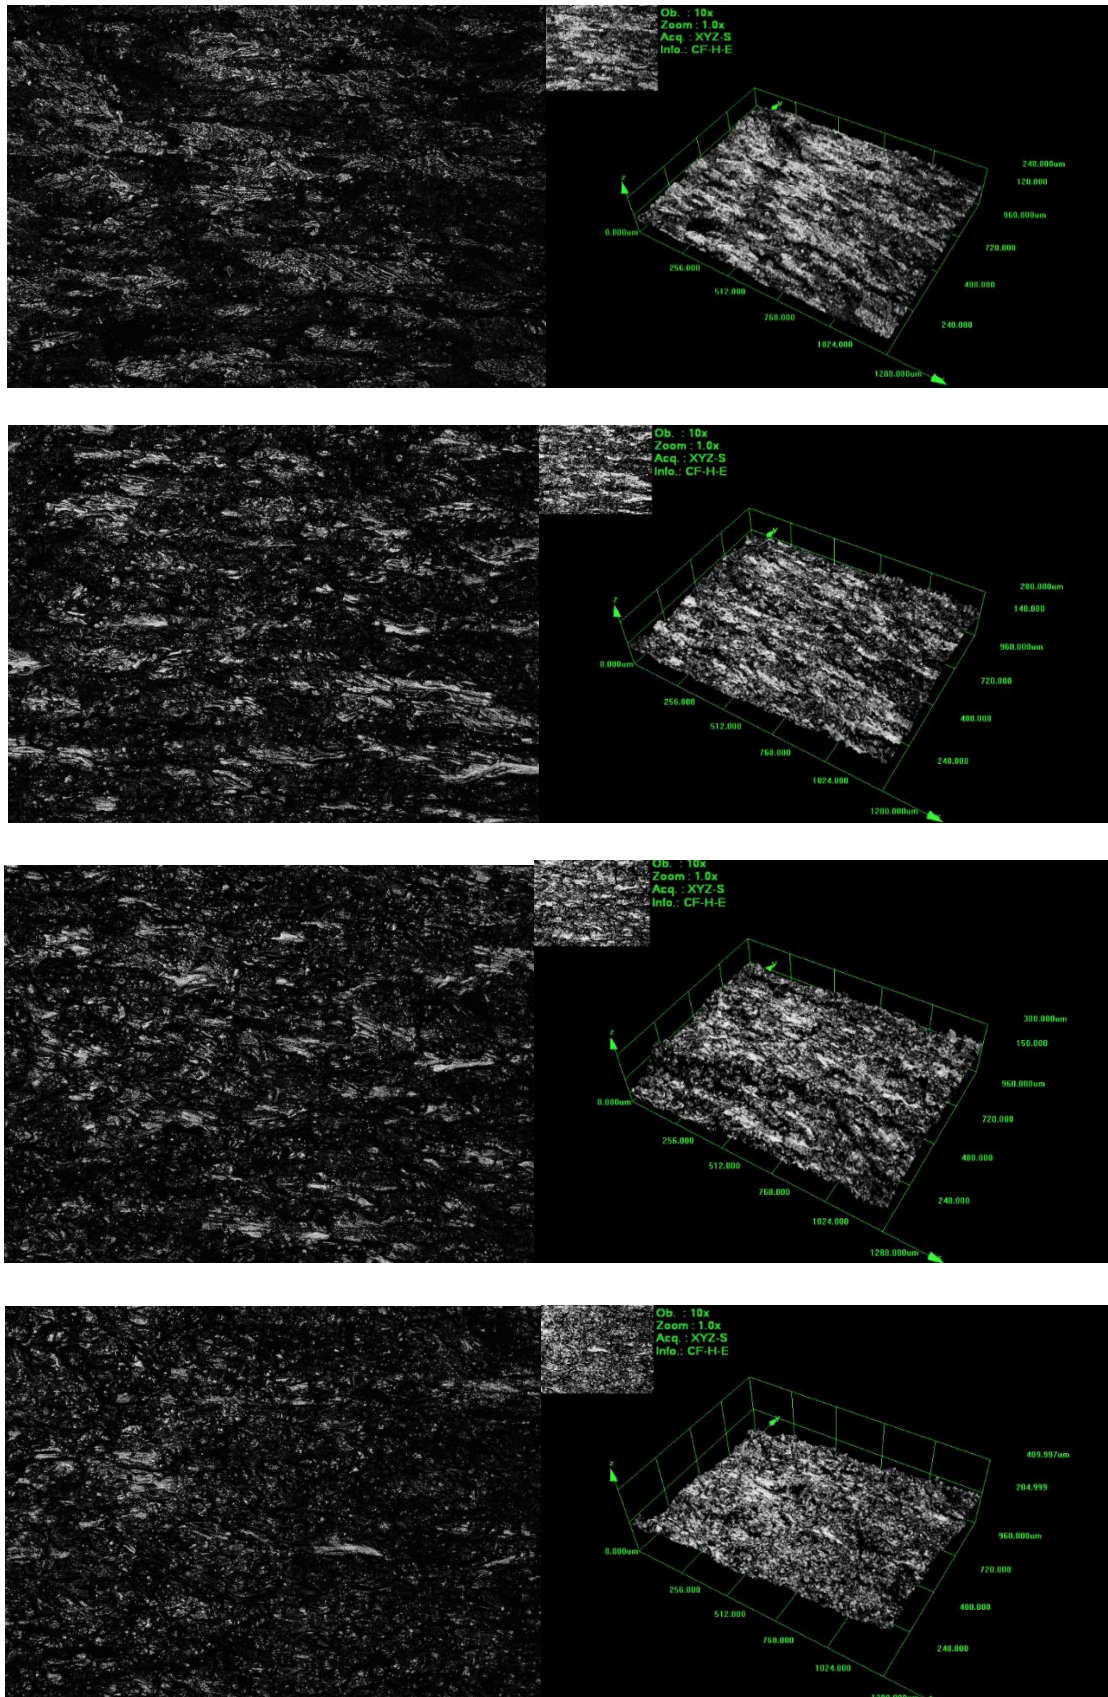 Ob. : 10x
Zoom : 1.0x
Acq. : XYZ-S
Info.: CF-H-E
y
z
240.000um
120.000
960.000um
720.000
480.000
240.000
0.000um
256.000
512.000
768.000
1024.000
1280.000um
Ob. : 10x
Zoom : 1.0x
Acq. : XYZ-S
Info.: CF-H-E
y
z
280.000um
140.000
960.000um
720.000
480.000
240.000
0.000um
256.000
512.000
768.000
1024.000
1280.000um
Ob. : 10x
Zoom : 1.0x
Acq. : XYZ-S
Info.: CF-H-E
y
z
300.000um
150.000
960.000um
720.000
480.000
240.000
0.000um
256.000
512.000
768.000
1024.000
1280.000um
Ob. : 10x
Zoom : 1.0x
Acq. : XYZ-S
Info.: CF-H-E
y
z
409.997um
204.999
960.000um
720.000
480.000
240.000
0.000um
256.000
512.000
768.000
1024.000